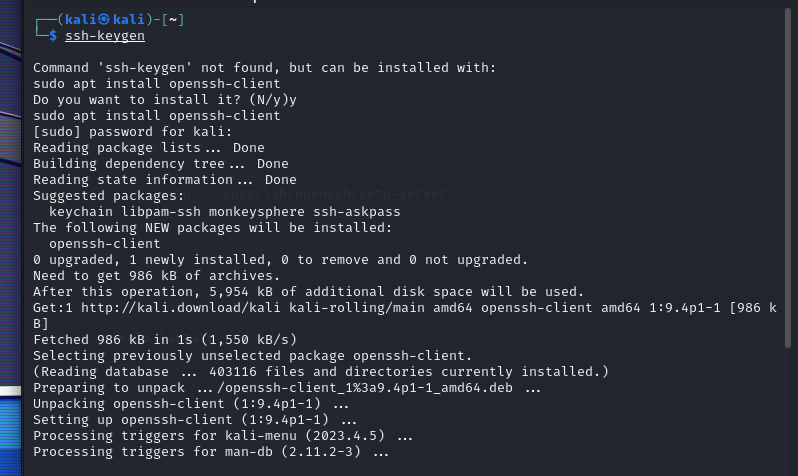 ┌──(kali㉿kali)-[~]
└─$ ssh-keygen
Command 'ssh-keygen' not found, but can be installed with:
sudo apt install openssh-client
Do you want to install it? (N/y)y
sudo apt install openssh-client
[sudo] password for kali:
Reading package lists... Done
Building dependency tree... Done
Reading state information... Done
Suggested packages:
  keychain libpam-ssh monkeysphere ssh-askpass
The following NEW packages will be installed:
  openssh-client
0 upgraded, 1 newly installed, 0 to remove and 0 not upgraded.
Need to get 986 kB of archives.
After this operation, 5,954 kB of additional disk space will be used.
Get:1 http://kali.download/kali kali-rolling/main amd64 openssh-client amd64 1:9.4p1-1 [986 k
B]
Fetched 986 kB in 1s (1,550 kB/s)
Selecting previously unselected package openssh-client.
(Reading database ... 403116 files and directories currently installed.)
Preparing to unpack .../openssh-client_1%3a9.4p1-1_amd64.deb ...
Unpacking openssh-client (1:9.4p1-1) ...
Setting up openssh-client (1:9.4p1-1) ...
Processing triggers for kali-menu (2023.4.5) ...
Processing triggers for man-db (2.11.2-3) ...